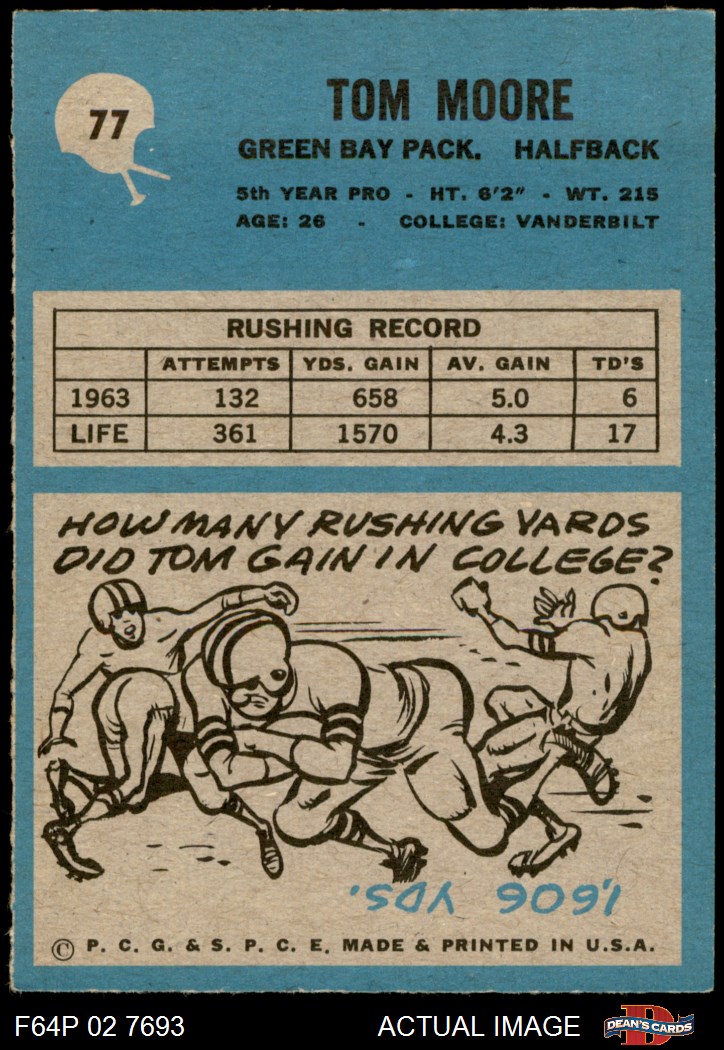 77
TOM MOORE
GREEN BAY PACK. HALFBACK
5th YEAR PRO - HT. 6'2" - WT. 215
AGE: 26 - COLLEGE: VANDERBILT
RUSHING RECORD
ATTEMPTS YDS. GAIN AV. GAIN TD'S
1963 132 658 5.0 6
LIFE 361 1570 4.3 17
HOW MANY RUSHING YARDS
DID TOM GAIN IN COLLEGE?
1,606 YDS.
© P. C. G. & S. P. C. E. MADE & PRINTED IN U.S.A.
F64P 02 7693 ACTUAL IMAGE D DEAN'S CARDS